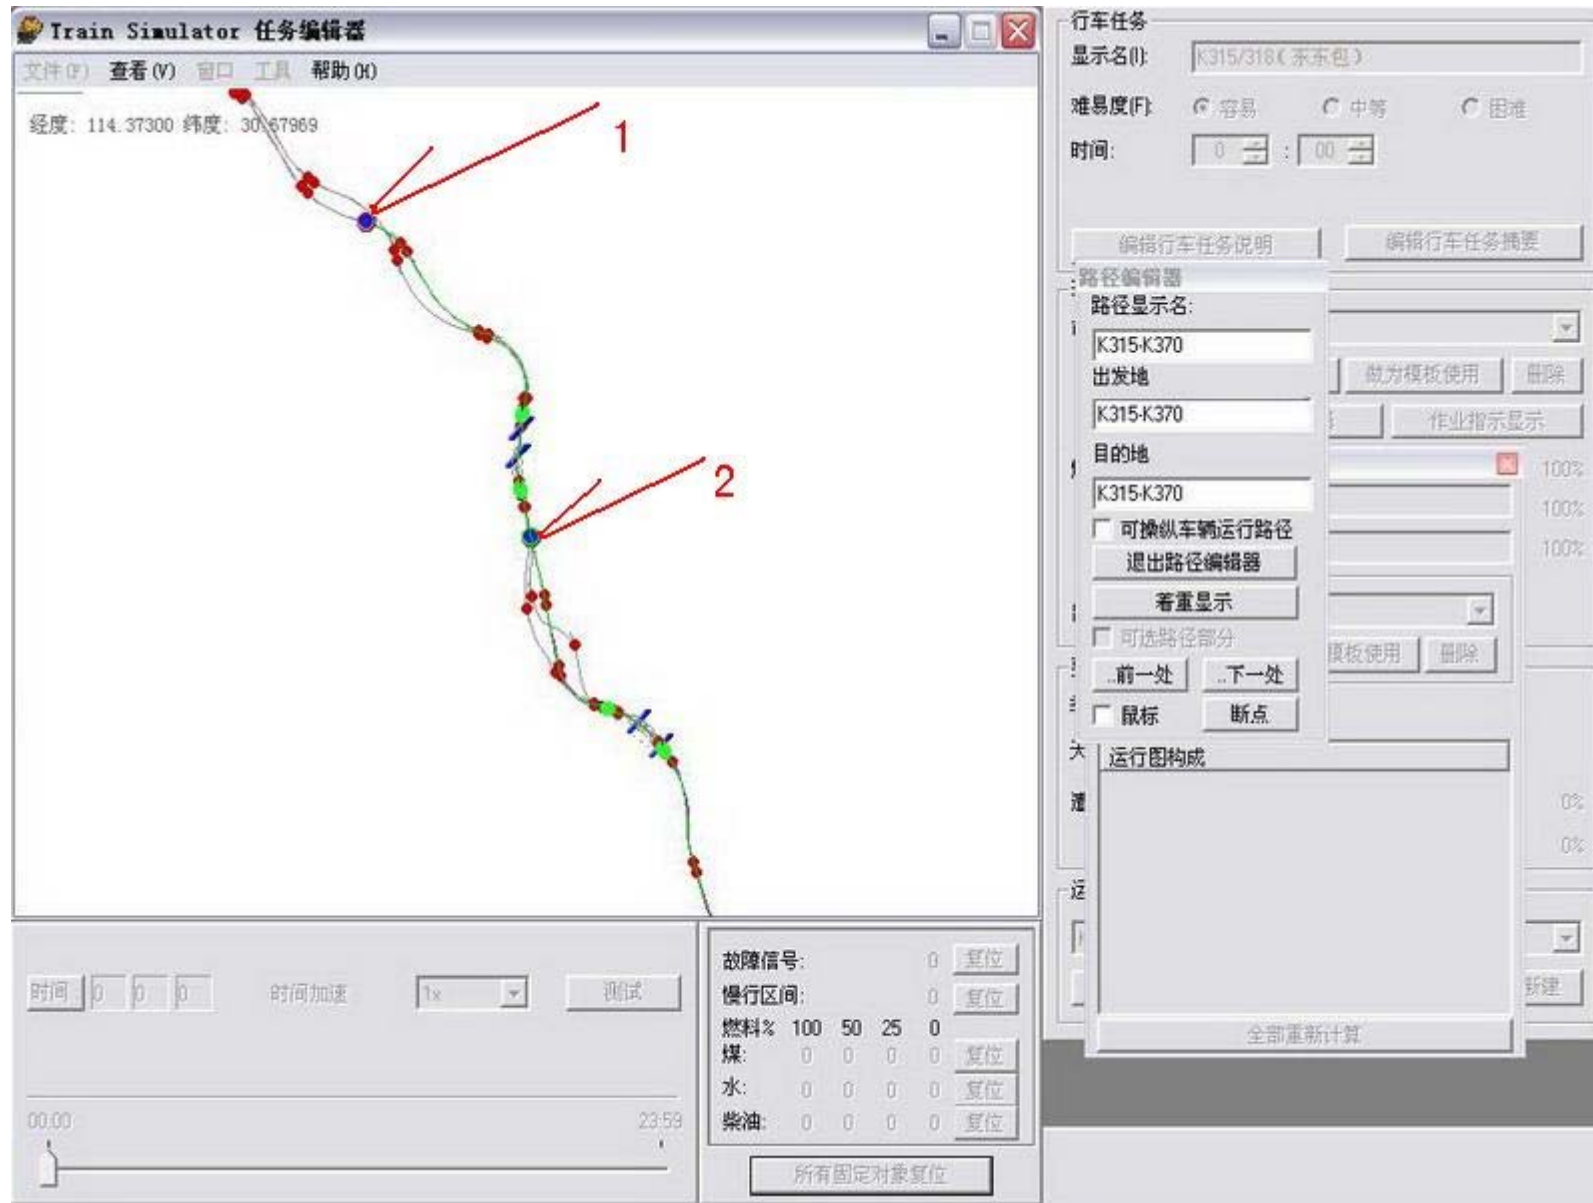 Train Simulator 任务编辑器
文件(F) 查看(V) 窗口 工具 帮助(H)
经度: 114.37300 纬度: 30.67969
1
2
行车任务
显示名(I): K315/318(东东包)
难易度(F): 容易 中等 困难
时间: 0 : 00
编辑行车任务说明 编辑行车任务摘要
路径编辑器
路径显示名:
K315-K370
出发地
K315-K370
目的地
K315-K370
可操纵车辆运行路径
退出路径编辑器
着重显示
可选路径部分
..前一处 ..下一处
鼠标 断点
做为模板使用 删除
作业指示显示
100%
100%
100%
模板使用 删除
运行图构成
0%
0%
新建
全部重新计算
时间 0 0 0 时间加速 1x 测试
00:00 23:59
故障信号: 0 复位
慢行区间: 0 复位
燃料% 100 50 25 0
煤: 0 0 0 0 复位
水: 0 0 0 0 复位
柴油: 0 0 0 0 复位
所有固定对象复位